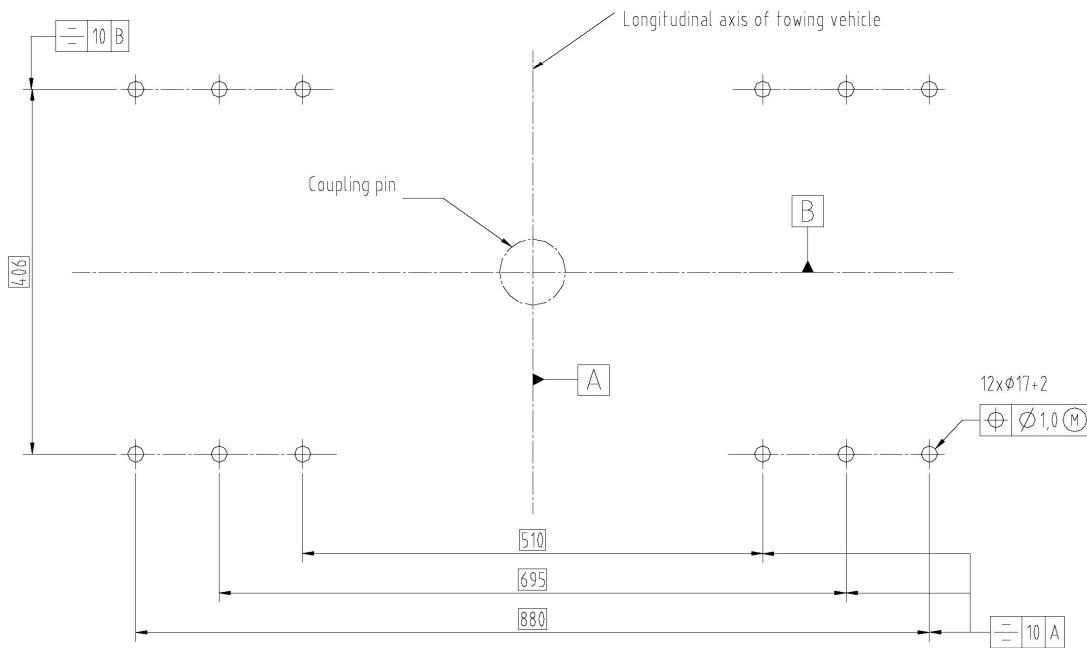 Longitudinal axis of towing vehicle
10 B
Coupling pin
B
406
A
12xØ17+2
Ø1,0 Ⓜ
510
695
880
10 A